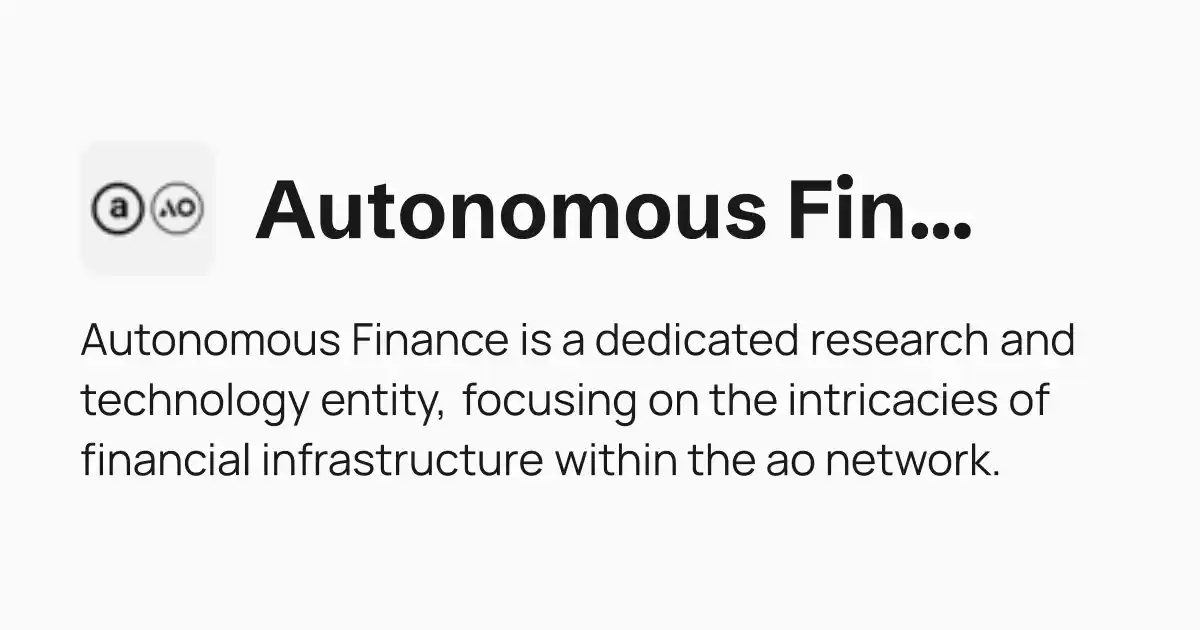 a AO
Autonomous Fin...
Autonomous Finance is a dedicated research and
technology entity, focusing on the intricacies of
financial infrastructure within the ao network.